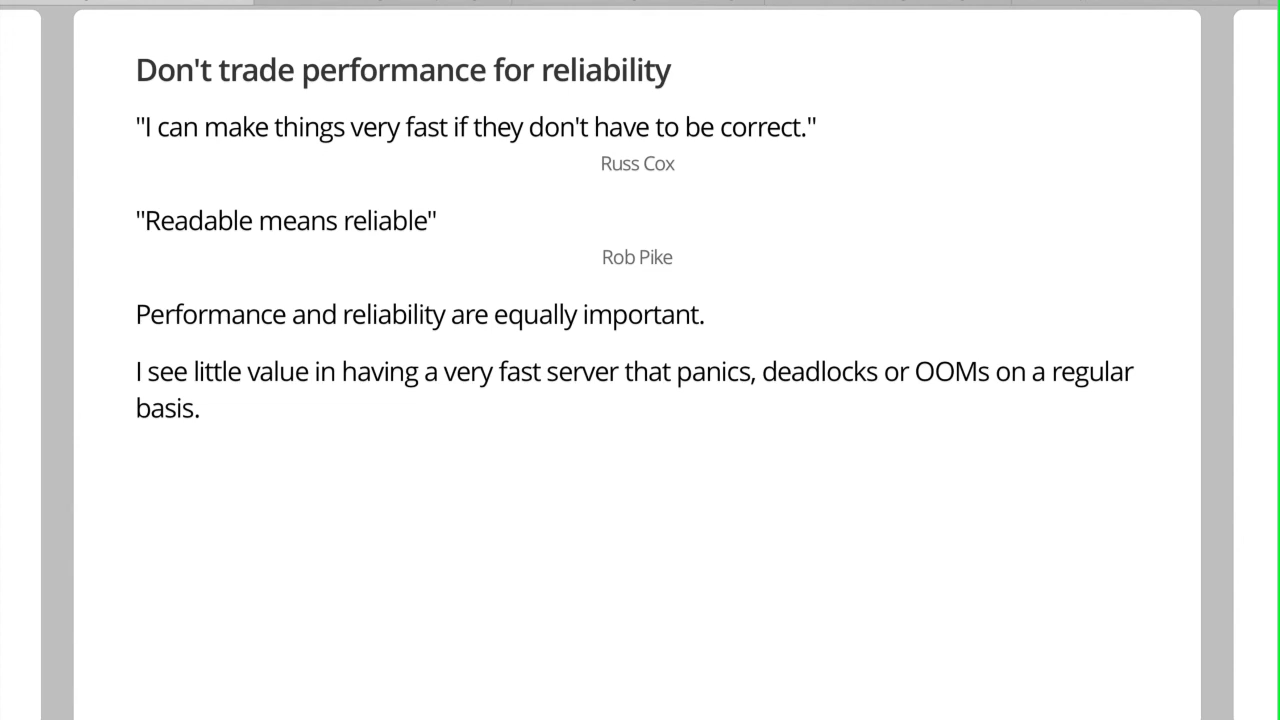 Don't trade performance for reliability
"I can make things very fast if they don't have to be correct."
Russ Cox
"Readable means reliable"
Rob Pike
Performance and reliability are equally important.
I see little value in having a very fast server that panics, deadlocks or OOMs on a regular
basis.